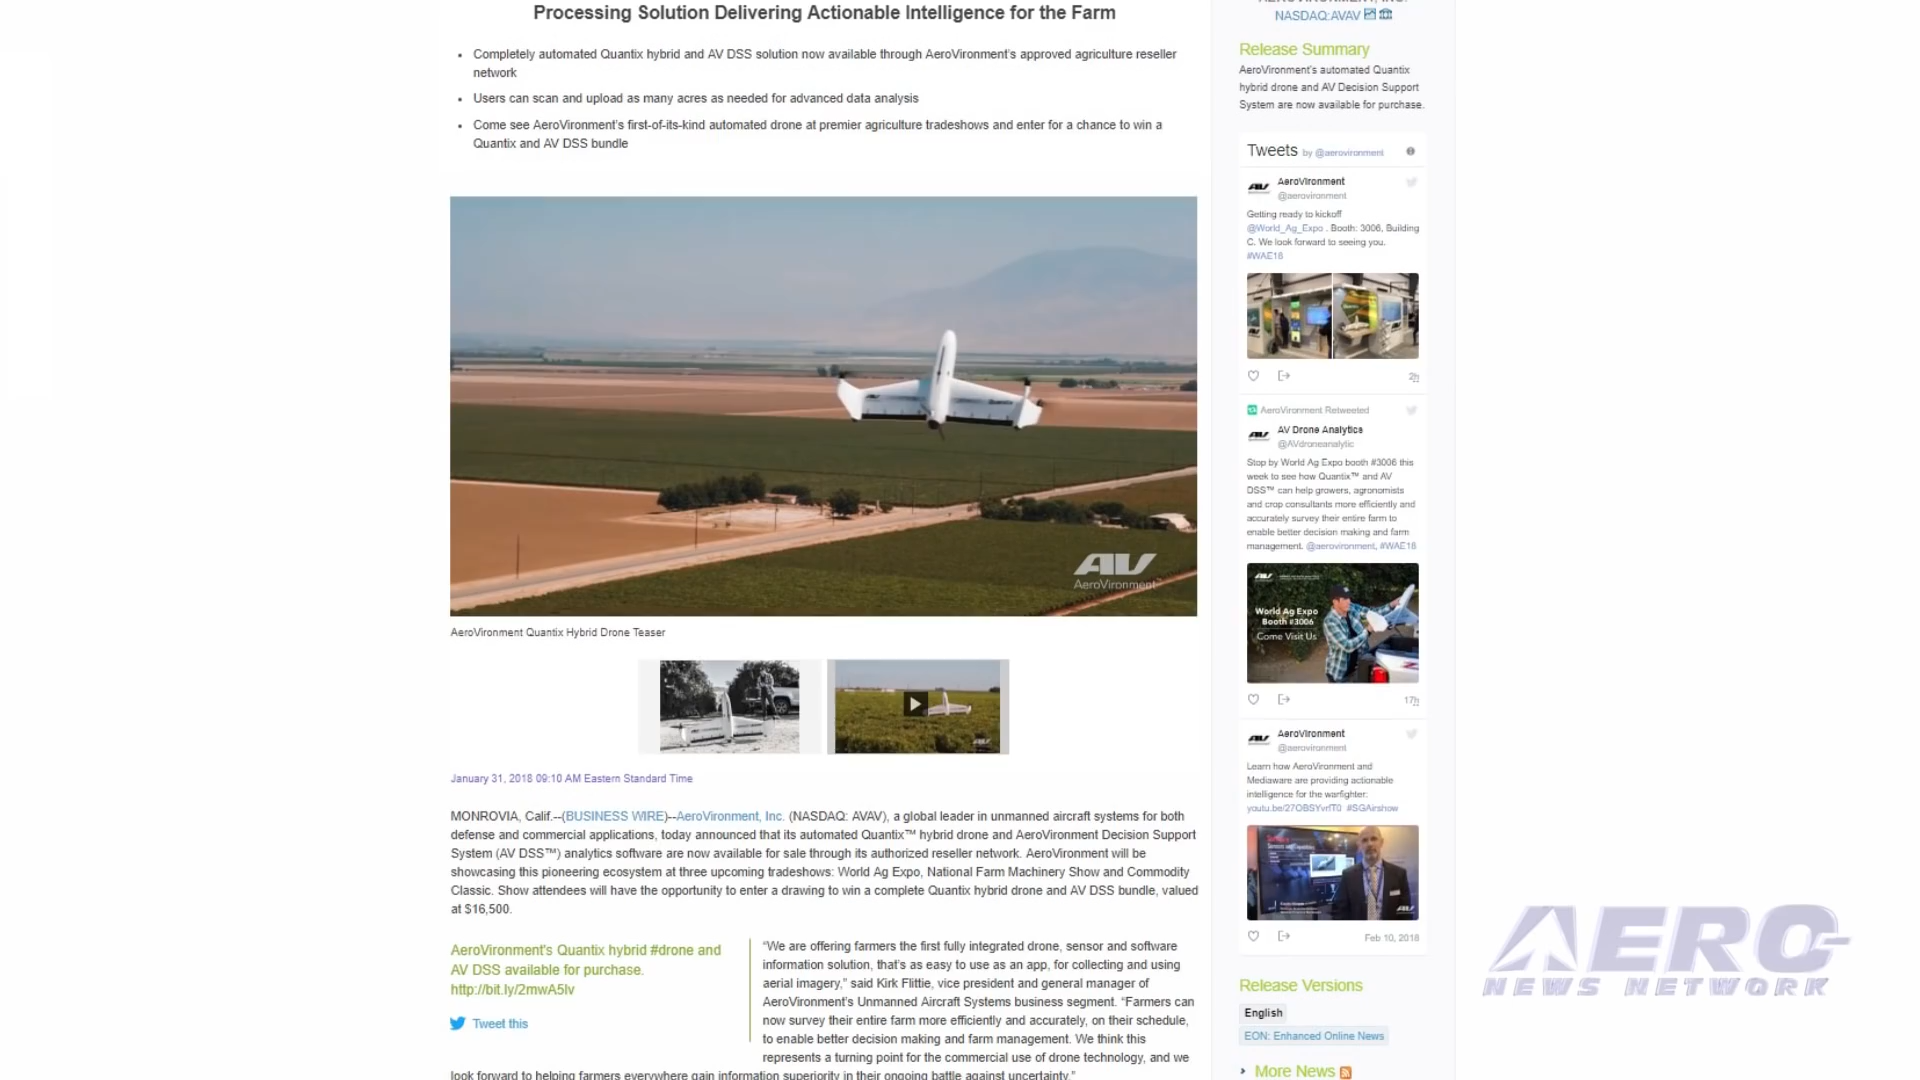 Processing Solution Delivering Actionable Intelligence for the Farm
Completely automated Quantix hybrid and AV DSS solution now available through AeroVironment's approved agriculture reseller
network
Users can scan and upload as many acres as needed for advanced data analysis
Come see AeroVironment's first-of-its-kind automated drone at premier agriculture tradeshows and enter for a chance to win a
Quantix and AV DSS bundle
AV
AeroVironment
AeroVironment Quantix Hybrid Drone Teaser
January 31, 2018 09:10 AM Eastern Standard Time
MONROVIA, Calif.--(BUSINESS WIRE)--AeroVironment, Inc. (NASDAQ: AVAV), a global leader in unmanned aircraft systems for both
defense and commercial applications, today announced that its automated Quantix™ hybrid drone and AeroVironment Decision Support
System (AV DSS™) analytics software are now available for sale through its authorized reseller network. AeroVironment will be
showcasing this pioneering ecosystem at three upcoming tradeshows: World Ag Expo, National Farm Machinery Show and Commodity
Classic. Show attendees will have the opportunity to enter a drawing to win a complete Quantix hybrid drone and AV DSS bundle, valued
at $16,500.
AeroVironment's Quantix hybrid #drone and
AV DSS available for purchase.
http://bit.ly/2mwA5lv
Tweet this
“We are offering farmers the first fully integrated drone, sensor and software
information solution, that's as easy to use as an app, for collecting and using
aerial imagery,” said Kirk Flittie, vice president and general manager of
AeroVironment's Unmanned Aircraft Systems business segment. “Farmers can
now survey their entire farm more efficiently and accurately, on their schedule,
to enable better decision making and farm management. We think this
represents a turning point for the commercial use of drone technology, and we
look forward to helping farmers everywhere gain information superiority in their ongoing battle against uncertainty.”
AEROVIRONMENT, INC.
NASDAQ:AVAV
Release Summary
AeroVironment's automated Quantix
hybrid drone and AV Decision Support
System are now available for purchase.
Tweets by @aerovironment
AeroVironment
@aerovironment
Getting ready to kickoff
@World_Ag_Expo . Booth: 3006, Building
C. We look forward to seeing you.
#WAE18
2h
AeroVironment Retweeted
AV Drone Analytics
@AVdroneanalytic
Stop by World Ag Expo booth #3006 this
week to see how Quantix™ and AV
DSS™ can help growers, agronomists
and crop consultants more efficiently and
accurately survey their entire farm to
enable better decision making and farm
management. @aerovironment, #WAE18
World Ag Expo
Booth #3006
Come Visit Us
17h
AeroVironment
@aerovironment
Learn how AeroVironment and
Mediaware are providing actionable
intelligence for the warfighter:
#SGAirshow
Feb 10, 2018
Release Versions
English
EON: Enhanced Online News
More News
AERO
NEWS NETWORK